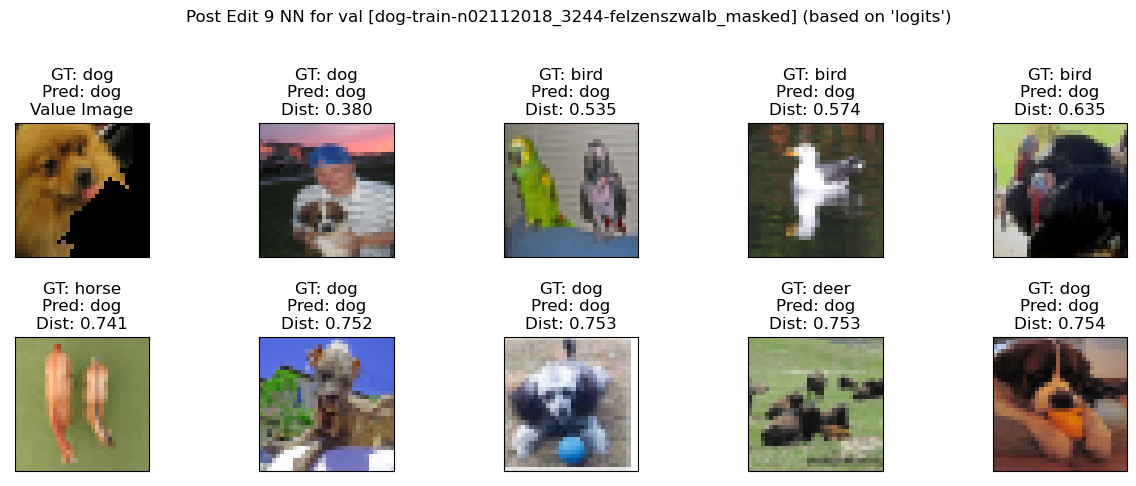 Post Edit 9 NN for val [dog-train-n02112018_3244-felzenszwalb_masked] (based on 'logits')
GT: dog
Pred: dog
Value Image
GT: dog
Pred: dog
Dist: 0.380
GT: bird
Pred: dog
Dist: 0.535
GT: bird
Pred: dog
Dist: 0.574
GT: bird
Pred: dog
Dist: 0.635
GT: horse
Pred: dog
Dist: 0.741
GT: dog
Pred: dog
Dist: 0.752
GT: dog
Pred: dog
Dist: 0.753
GT: deer
Pred: dog
Dist: 0.753
GT: dog
Pred: dog
Dist: 0.754